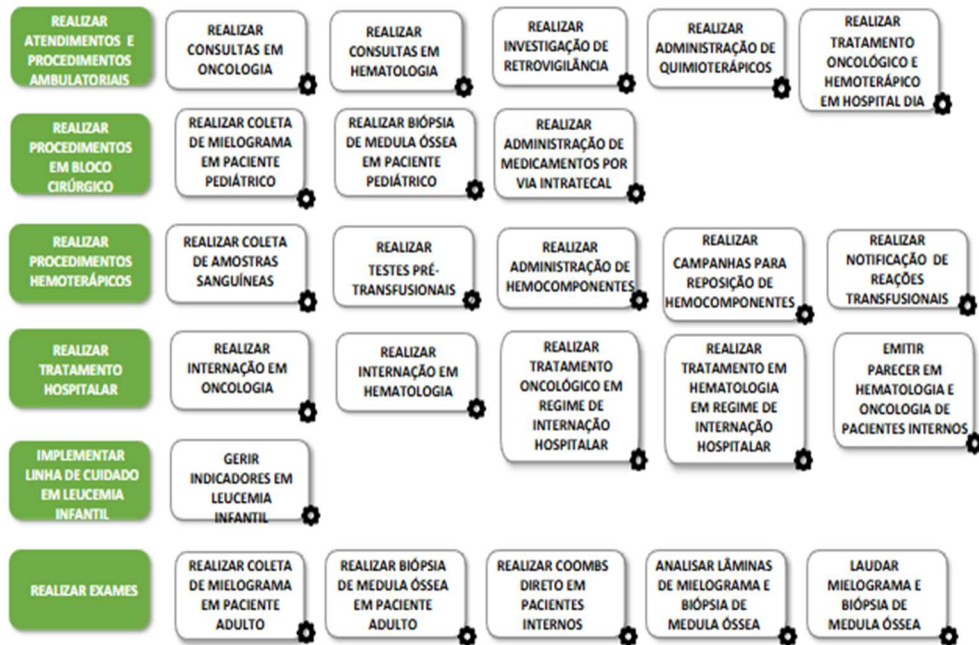 REALIZAR
ATENDIMENTOS E
PROCEDIMENTOS
AMBULATORIAIS
REALIZAR
CONSULTAS EM
ONCOLOGIA
REALIZAR
CONSULTAS EM
HEMATOLOGIA
REALIZAR
INVESTIGAÇÃO DE
RETROVIGILÂNCIA
REALIZAR
ADMINISTRAÇÃO DE
QUIMIOTERÁPICOS
REALIZAR
TRATAMENTO
ONCOLÓGICO E
HEMOTERÁPICO
EM HOSPITAL DIA
REALIZAR
PROCEDIMENTOS
EM BLOCO
CIRÚRGICO
REALIZAR COLETA
DE MIELOGRAMA
EM PACIENTE
PEDIÁTRICO
REALIZAR BIÓPSIA
DE MEDULA ÓSSEA
EM PACIENTE
PEDIÁTRICO
REALIZAR
ADMINISTRAÇÃO DE
MEDICAMENTOS POR
VIA INTRATECAL
REALIZAR
PROCEDIMENTOS
HEMOTERÁPICOS
REALIZAR COLETA
DE AMOSTRAS
SANGUÍNEAS
REALIZAR
TESTES PRÉ-
TRANSFUSIONAIS
REALIZAR
ADMINISTRAÇÃO DE
HEMOCOMPONENTES
REALIZAR
CAMPANHAS PARA
REPOSIÇÃO DE
HEMOCOMPONENTES
REALIZAR
NOTIFICAÇÃO DE
REAÇÕES
TRANSFUSIONAIS
REALIZAR
TRATAMENTO
HOSPITALAR
REALIZAR
INTERNAÇÃO EM
ONCOLOGIA
REALIZAR
INTERNAÇÃO EM
HEMATOLOGIA
REALIZAR
TRATAMENTO
ONCOLÓGICO EM
REGIME DE
INTERNAÇÃO
HOSPITALAR
REALIZAR
TRATAMENTO EM
HEMATOLOGIA
EM REGIME DE
INTERNAÇÃO
HOSPITALAR
EMITIR
PARECER EM
HEMATOLOGIA E
ONCOLOGIA DE
PACIENTES INTERNOS
IMPLEMENTAR
LINHA DE CUIDADO
EM LEUCEMIA
INFANTIL
GERIR
INDICADORES EM
LEUCEMIA
INFANTIL
REALIZAR EXAMES
REALIZAR COLETA
DE MIELOGRAMA
EM PACIENTE
ADULTO
REALIZAR BIÓPSIA
DE MEDULA ÓSSEA
EM PACIENTE
ADULTO
REALIZAR COOMBS
DIRETO EM
PACIENTES
INTERNOS
ANALISAR LÂMINAS
DE MIELOGRAMA E
BIÓPSIA DE
MEDULA ÓSSEA
LAUDAR
MIELOGRAMA E
BIÓPSIA DE
MEDULA ÓSSEA